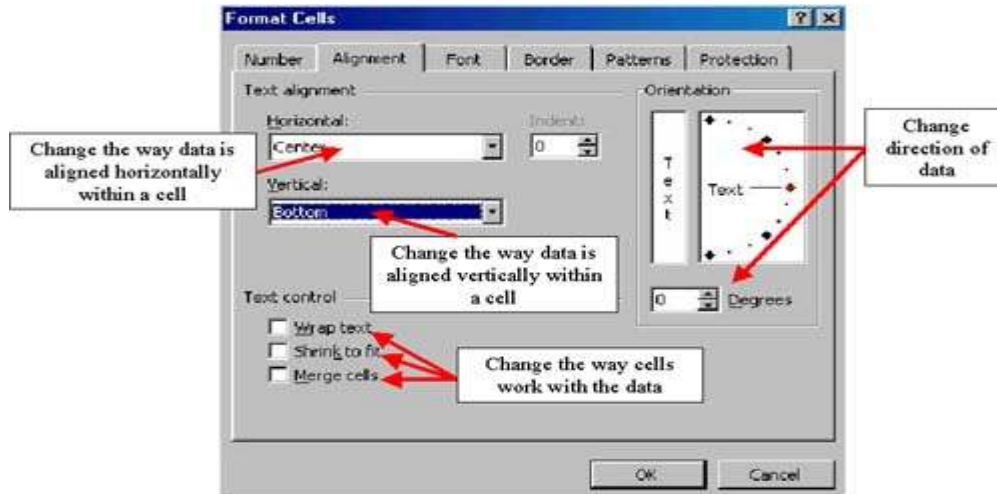 Format Cells
Number Alignment Font Border Patterns Protection
Text alignment
Horizontal:
Center
Indent:
0
Vertical:
Bottom
Orientation
Text
Text
0 Degrees
Text control
Wrap text
Shrink to fit
Merge cells
OK Cancel
Change the way data is
aligned horizontally
within a cell
Change the way data is
aligned vertically within
a cell
Change the way cells
work with the data
Change
direction of
data